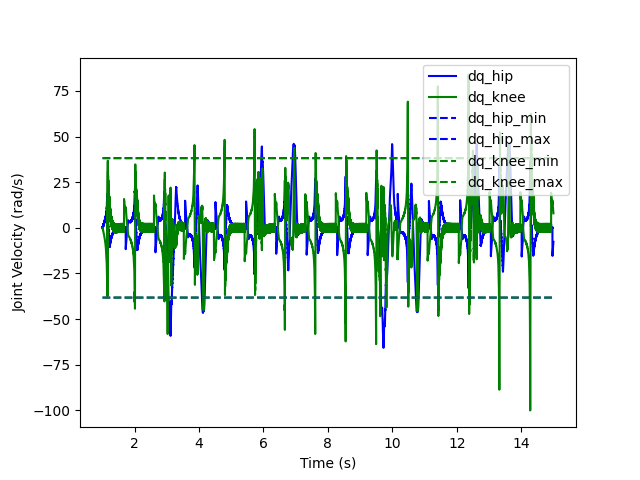 dq_hip
dq_knee
dq_hip_min
dq_hip_max
dq_knee_min
dq_knee_max
Joint Velocity (rad/s)
75
50
25
0
−25
−50
−75
−100
2
4
6
8
10
12
14
Time (s)